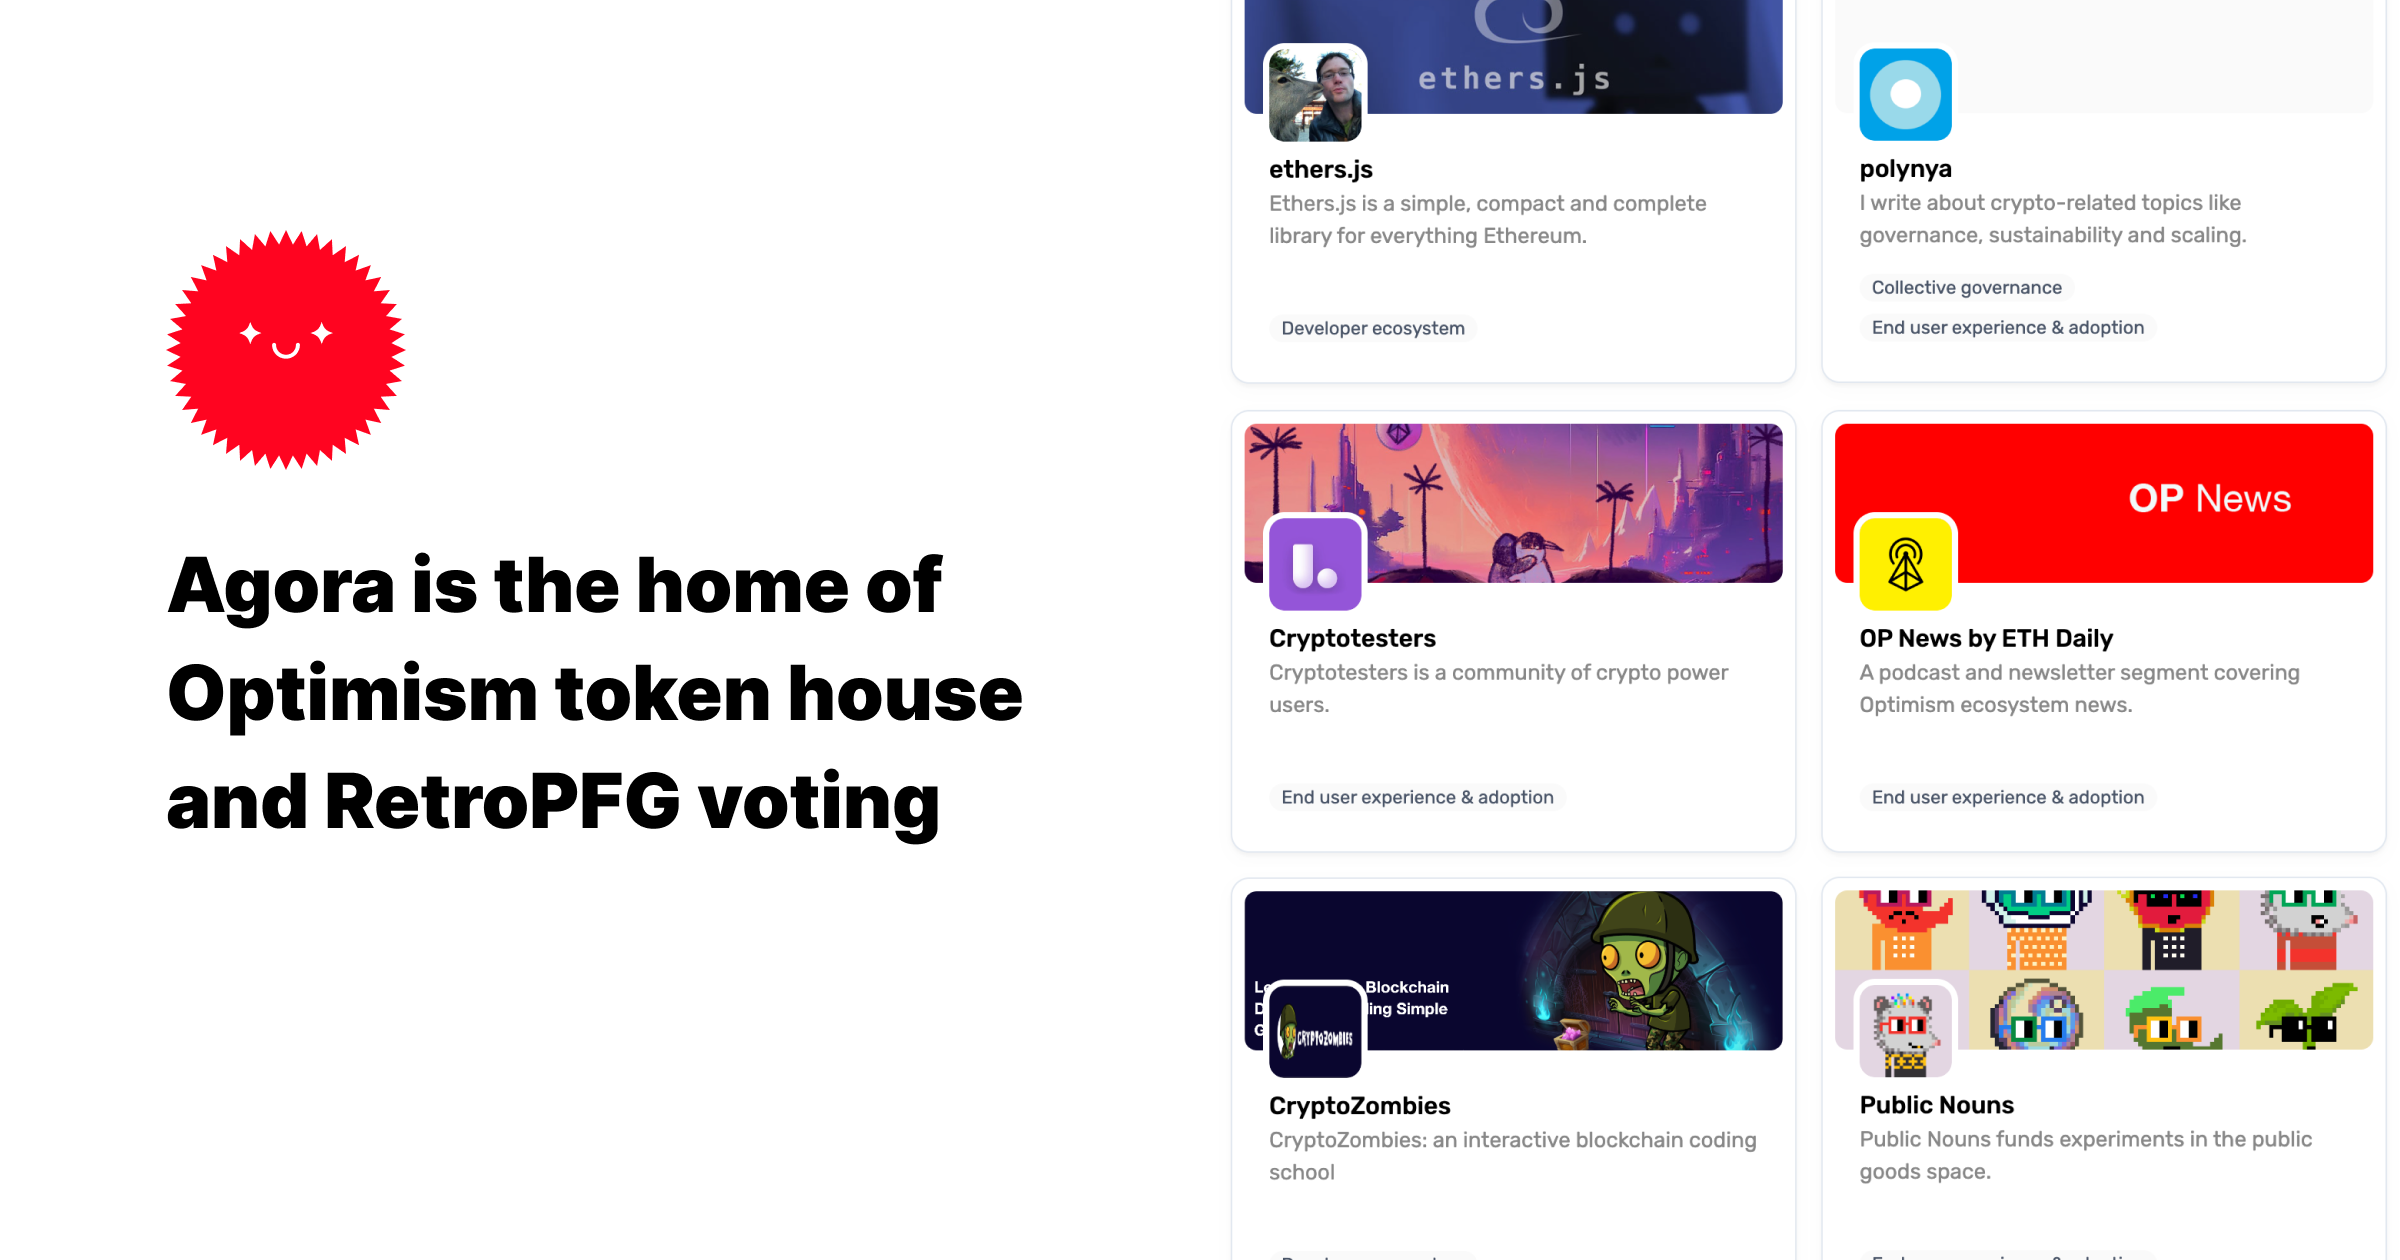 Agora is the home of
Optimism token house
and RetroPFG voting
ethers.js
ethers.js
Ethers.js is a simple, compact and complete
library for everything Ethereum.
Developer ecosystem
polynya
I write about crypto-related topics like
governance, sustainability and scaling.
Collective governance
End user experience & adoption
Cryptotesters
Cryptotesters is a community of crypto power
users.
End user experience & adoption
OP News
OP News by ETH Daily
A podcast and newsletter segment covering
Optimism ecosystem news.
End user experience & adoption
Blockchain
ing Simple
CRYPTOZOMBIES
CryptoZombies
CryptoZombies: an interactive blockchain coding
school
Public Nouns
Public Nouns funds experiments in the public
goods space.